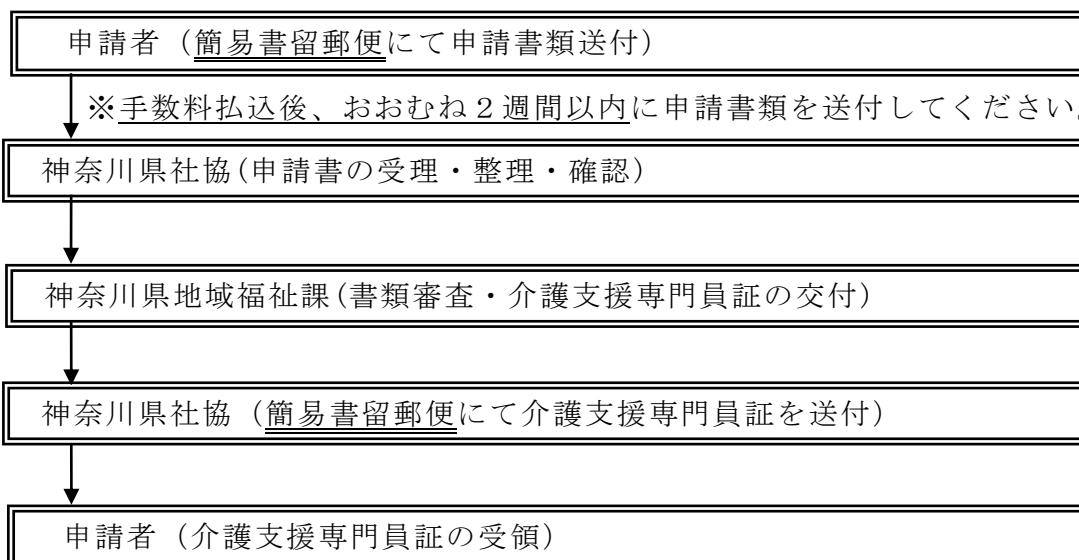 申請者（簡易書留郵便にて申請書類送付）
※手数料払込後、おおむね２週間以内に申請書類を送付してください。
神奈川県社協(申請書の受理・整理・確認）
神奈川県地域福祉課(書類審査・介護支援専門員証の交付）
神奈川県社協（簡易書留郵便にて介護支援専門員証を送付）
申請者（介護支援専門員証の受領）